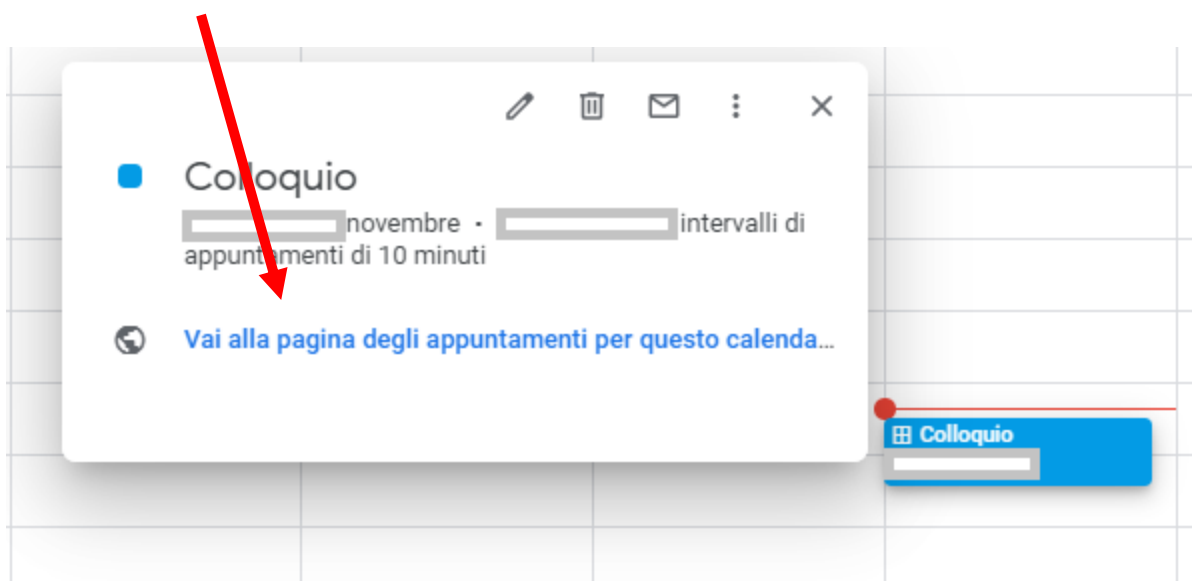 Colloquio
novembre • intervalli di
appuntamenti di 10 minuti
Vai alla pagina degli appuntamenti per questo calenda...
Colloquio